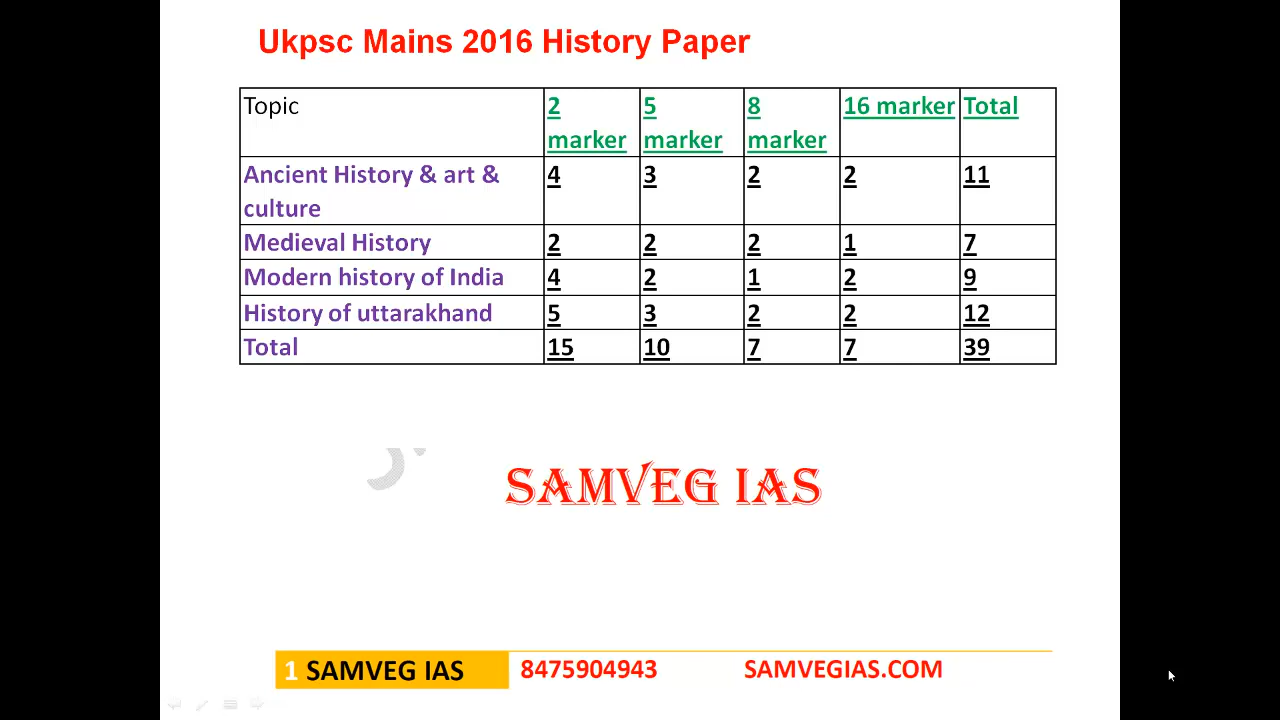 Ukpsc Mains 2016 History Paper
Topic 2 marker 5 marker 8 marker 16 marker Total
Ancient History & art & culture 4 3 2 2 11
Medieval History 2 2 2 1 7
Modern history of India 4 2 1 2 9
History of uttarakhand 5 3 2 2 12
Total 15 10 7 7 39
SAMVEG IAS
1 SAMVEG IAS 8475904943 SAMVEGIAS.COM